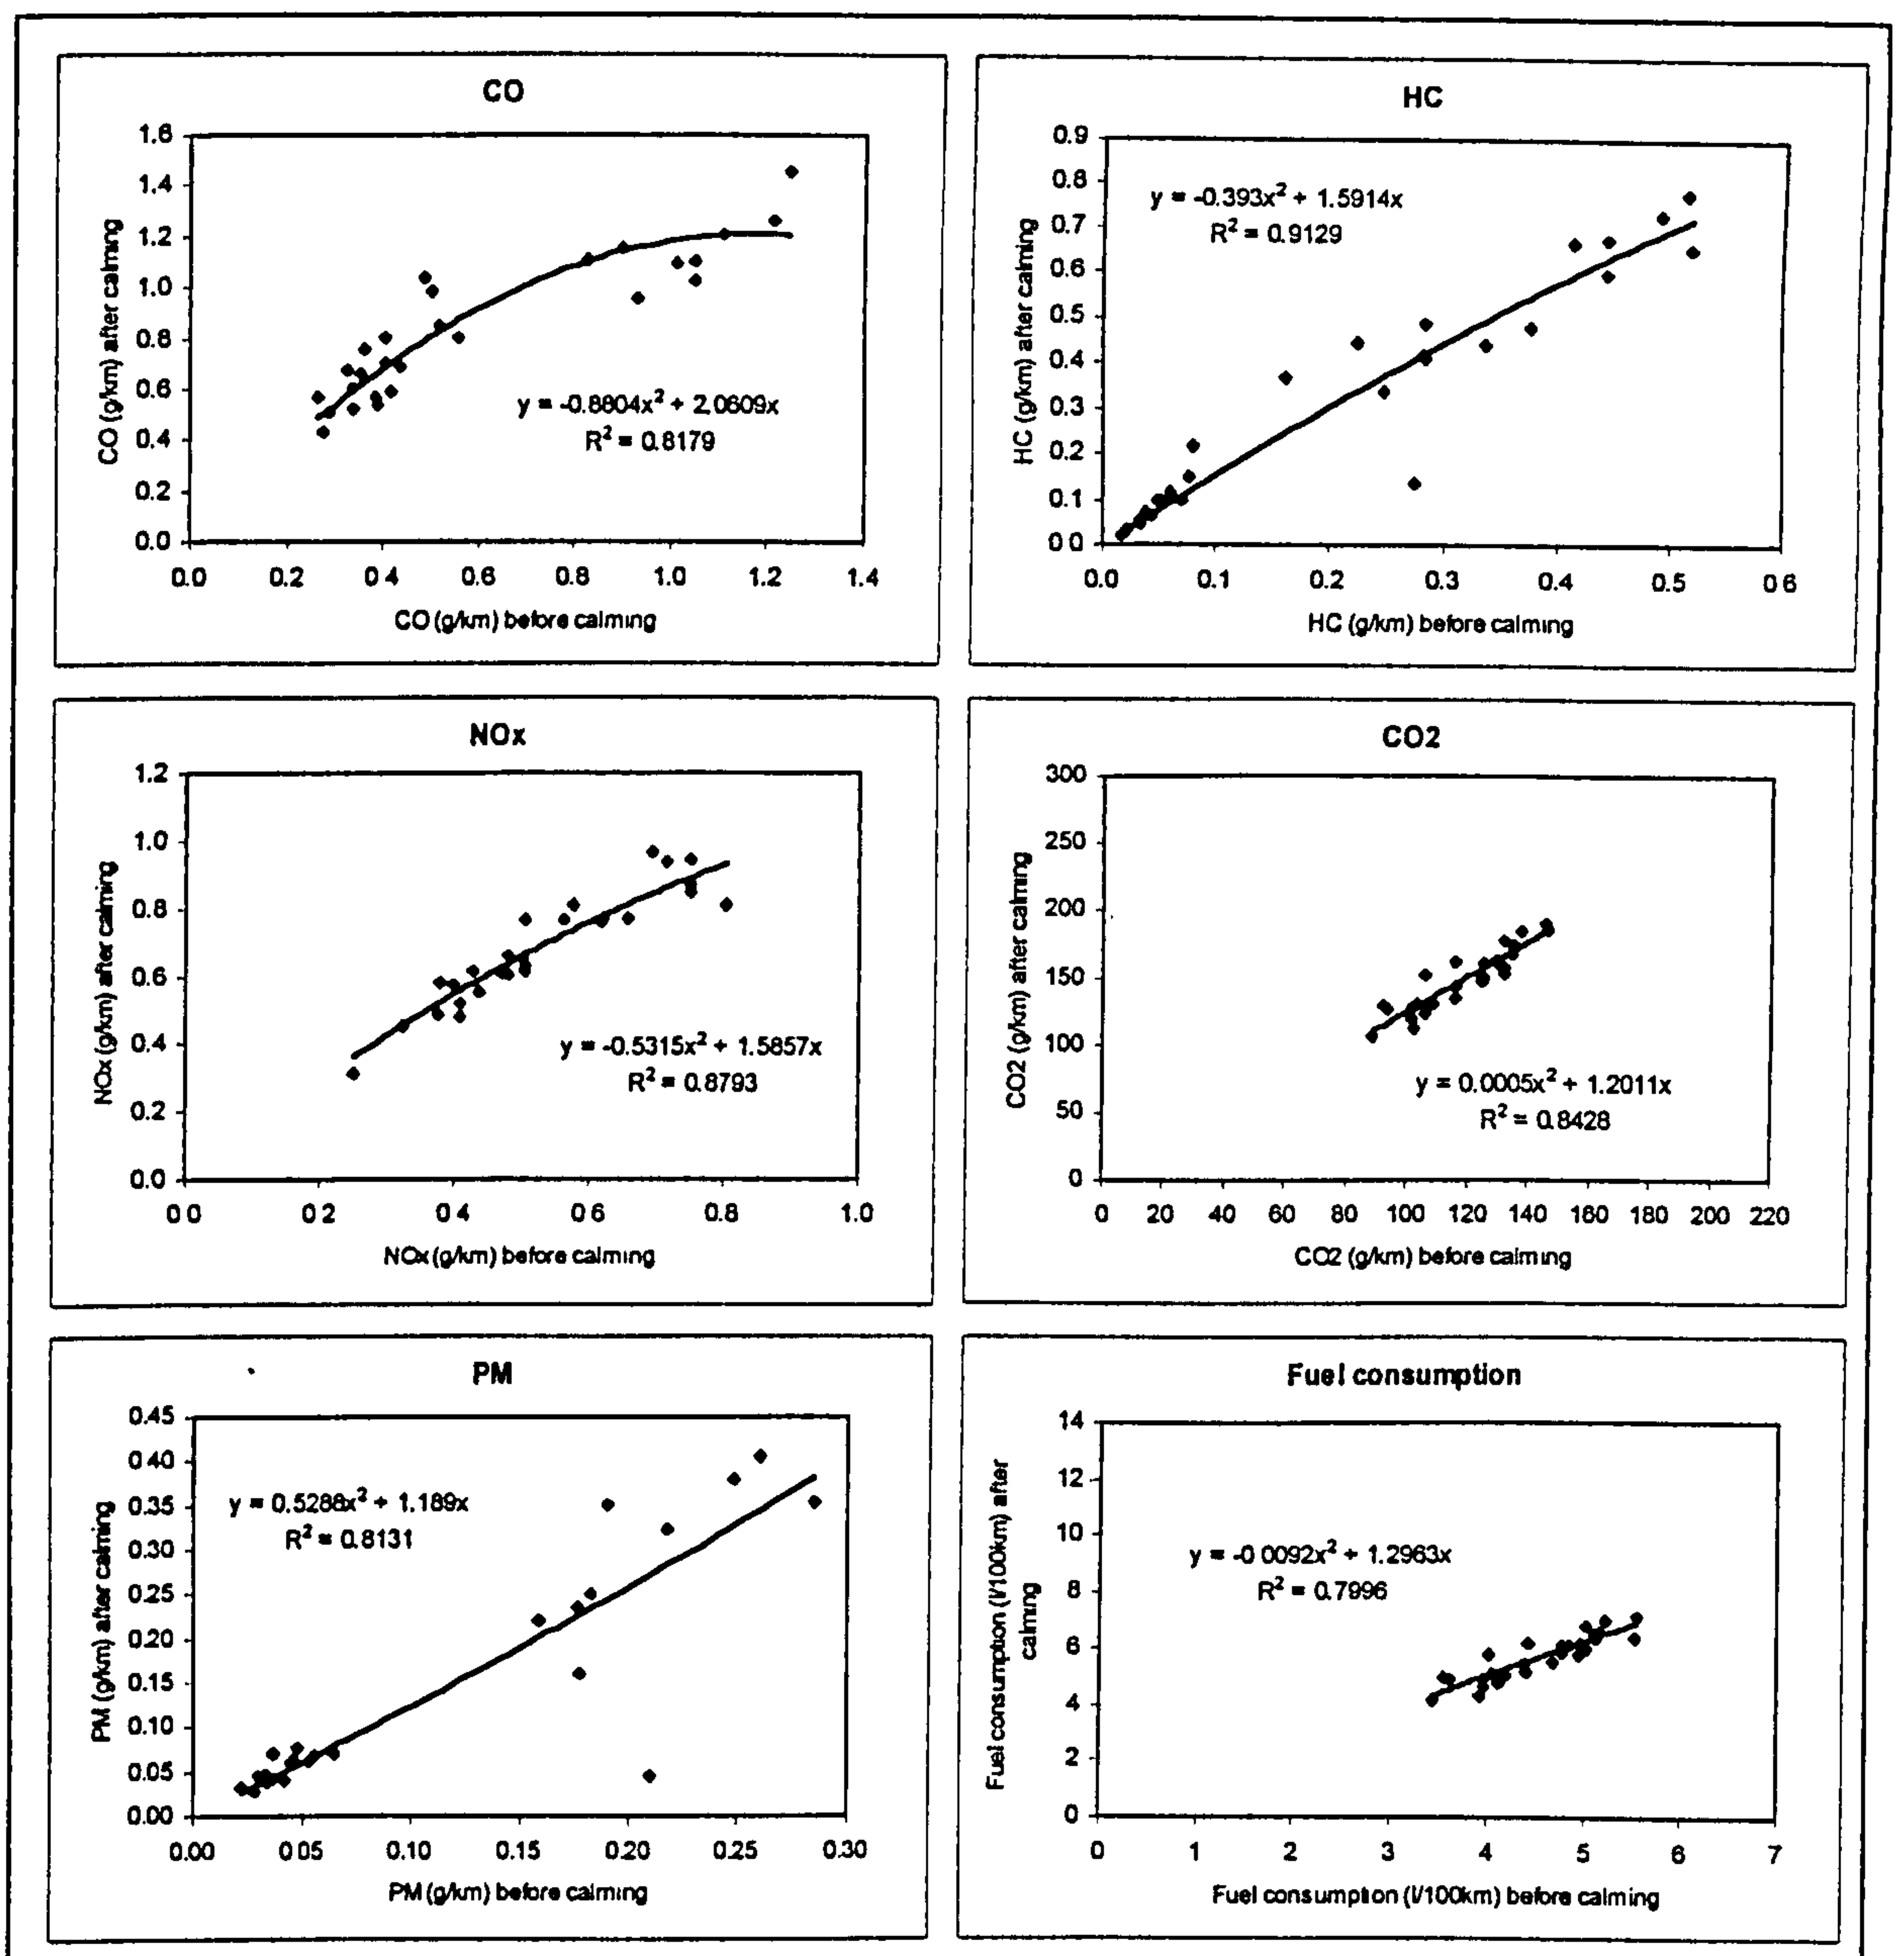 CO
1.6
1.4
1.2
1.0
0.8
0.6
0.4
0.2
0.0
CO (g/km) after calming
y = -0.8804x² + 2.0609x
R² = 0.8179
0.0 0.2 0.4 0.6 0.8 1.0 1.2 1.4
CO (g/km) before calming
HC
0.9
0.8
0.7
0.6
0.5
0.4
0.3
0.2
0.1
0 0
HC (g/km) after calming
y = -0.393x² + 1.5914x
R² = 0.9129
0.0 0.1 0.2 0.3 0.4 0.5 0 6
HC (g/km) before calming
NOx
1.2
1.0
0.8
0.6
0.4
0.2
0.0
NOx (g/km) after calming
y = -0.5315x² + 1.5857x
R² = 0.8793
0 0 0 2 0 4 0 6 0.8 1.0
NOx (g/km) before calming
CO2
300
250
200
150
100
50
0
CO2 (g/km) after calming
y = 0.0005x² + 1.2011x
R² = 0.8428
0 20 40 60 80 100 120 140 160 180 200 220
CO2 (g/km) before calming
PM
0.45
0 40
0.35
0.30
0.25
0.20
0.15
0.10
0.05
0.00
PM (g/km) after calming
y = 0.5288x² + 1.189x
R² = 0.8131
0.00 0 05 0.10 0.15 0.20 0.25 0.30
PM (g/km) before calming
Fuel consumption
14
12
10
8
6
4
2
0
Fuel consumption (l/100km) after
calming
y = -0 0092x² + 1.2963x
R² = 0.7996
0 1 2 3 4 5 6 7
Fuel consumption (l/100km) before calming